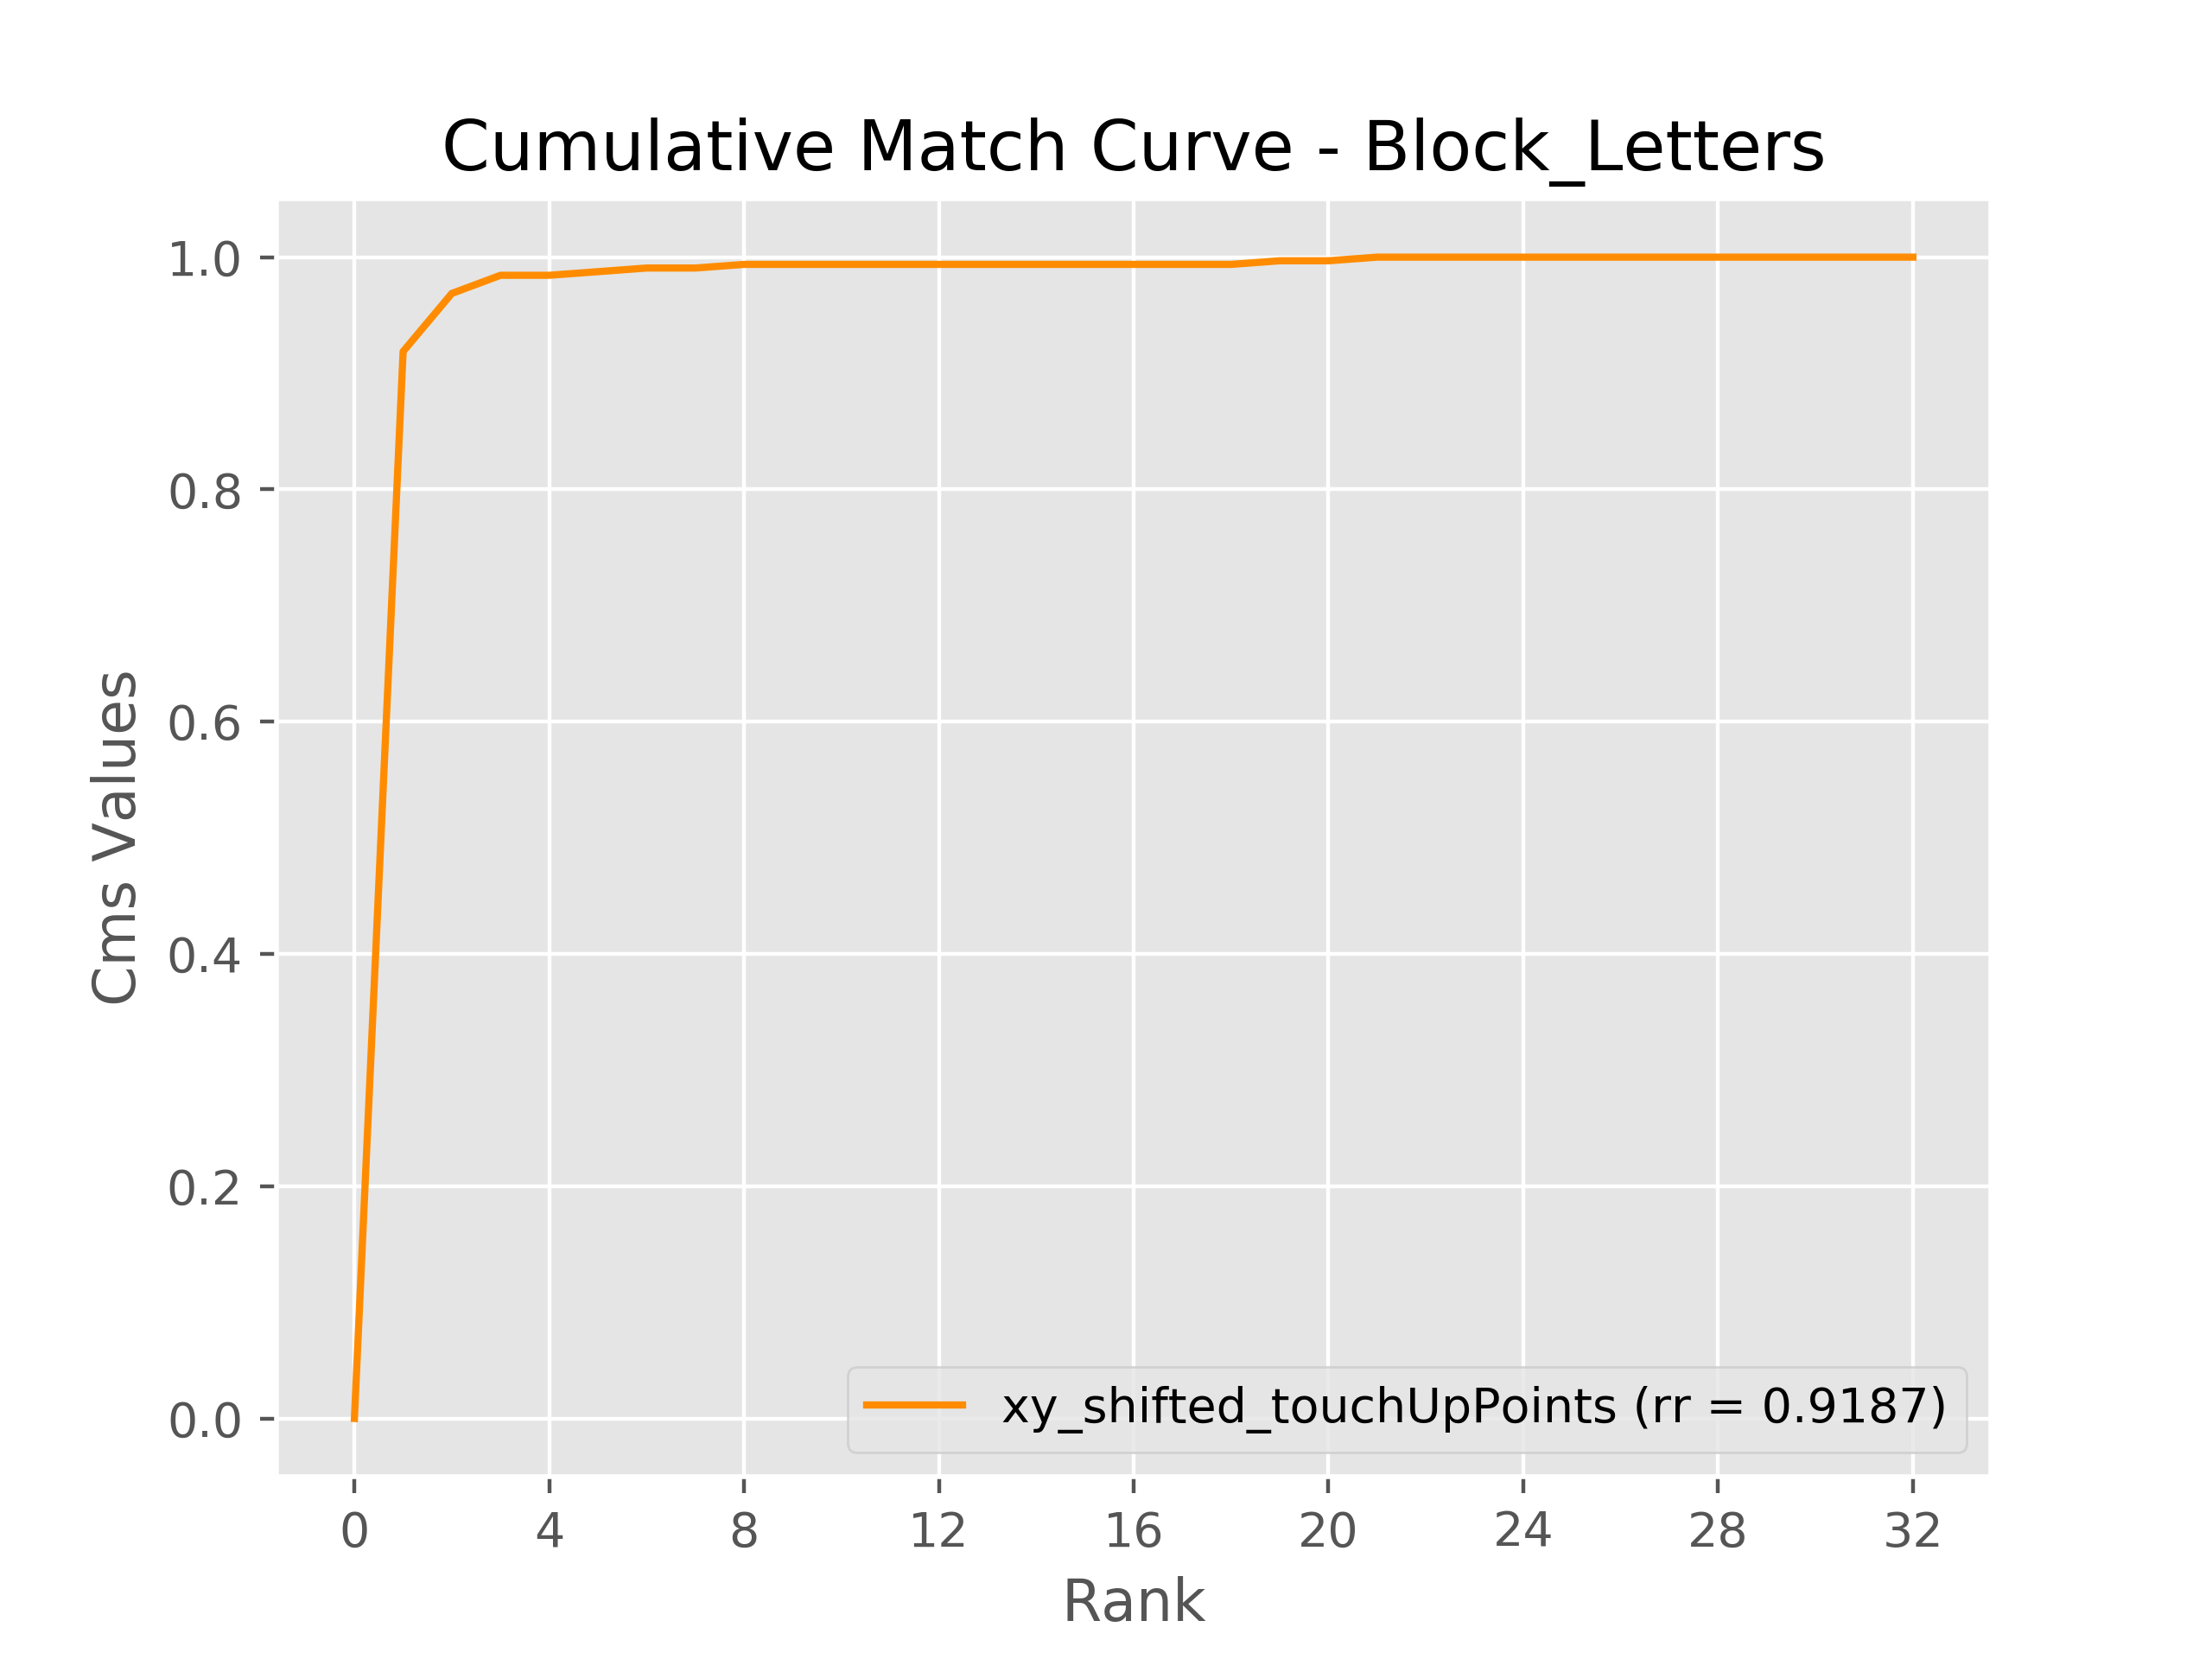 Cumulative Match Curve - Block_Letters
1.0
0.8
0.6
0.4
0.2
0.0
Cms Values
xy_shifted_touchUpPoints (rr = 0.9187)
0 4 8 12 16 20 24 28 32
Rank